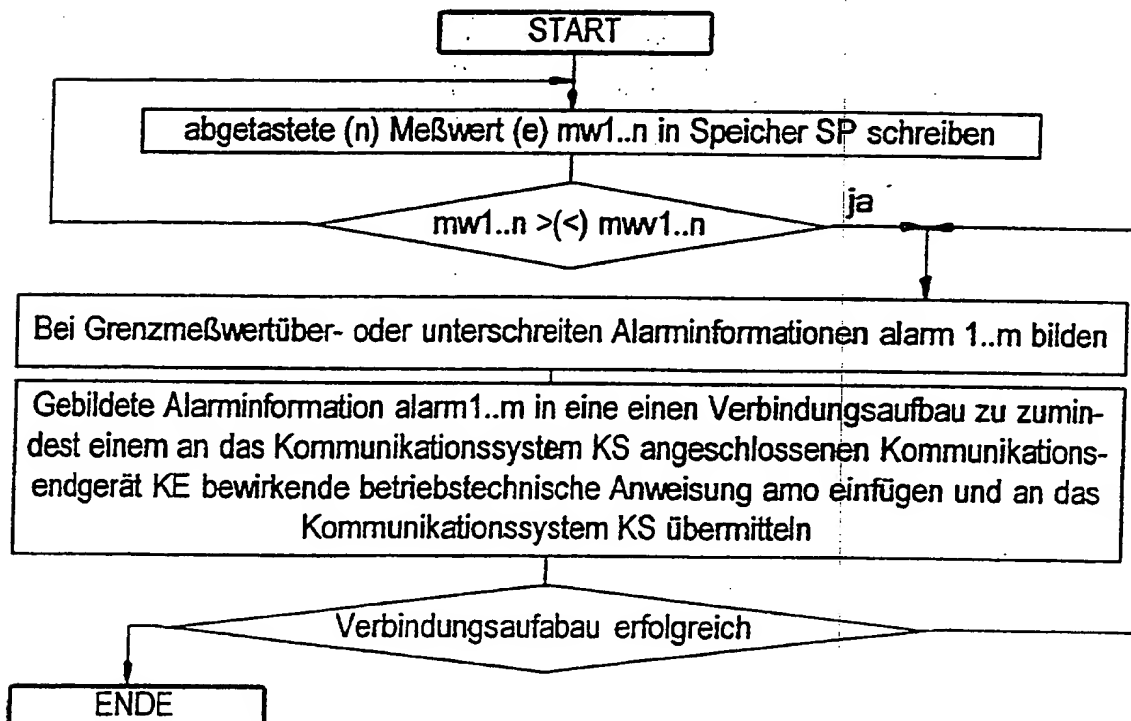 START
abgetastete (n) Meßwert (e) mw1..n in Speicher SP schreiben
mw1..n >(<) mwv1..n
ja
Bei Grenzmeßwertüber- oder unterschreiten Alarminformationen alarm 1..m bilden
Gebildete Alarminformation alarm1..m in eine einen Verbindungsaufbau zu zumin-
dest einem an das Kommunikationssystem KS angeschlossenen Kommunikations-
endgerät KE bewirkende betriebstechnische Anweisung amo einfügen und an das
Kommunikationssystem KS übermitteln
Verbindungsaufabau erfolgreich
ENDE